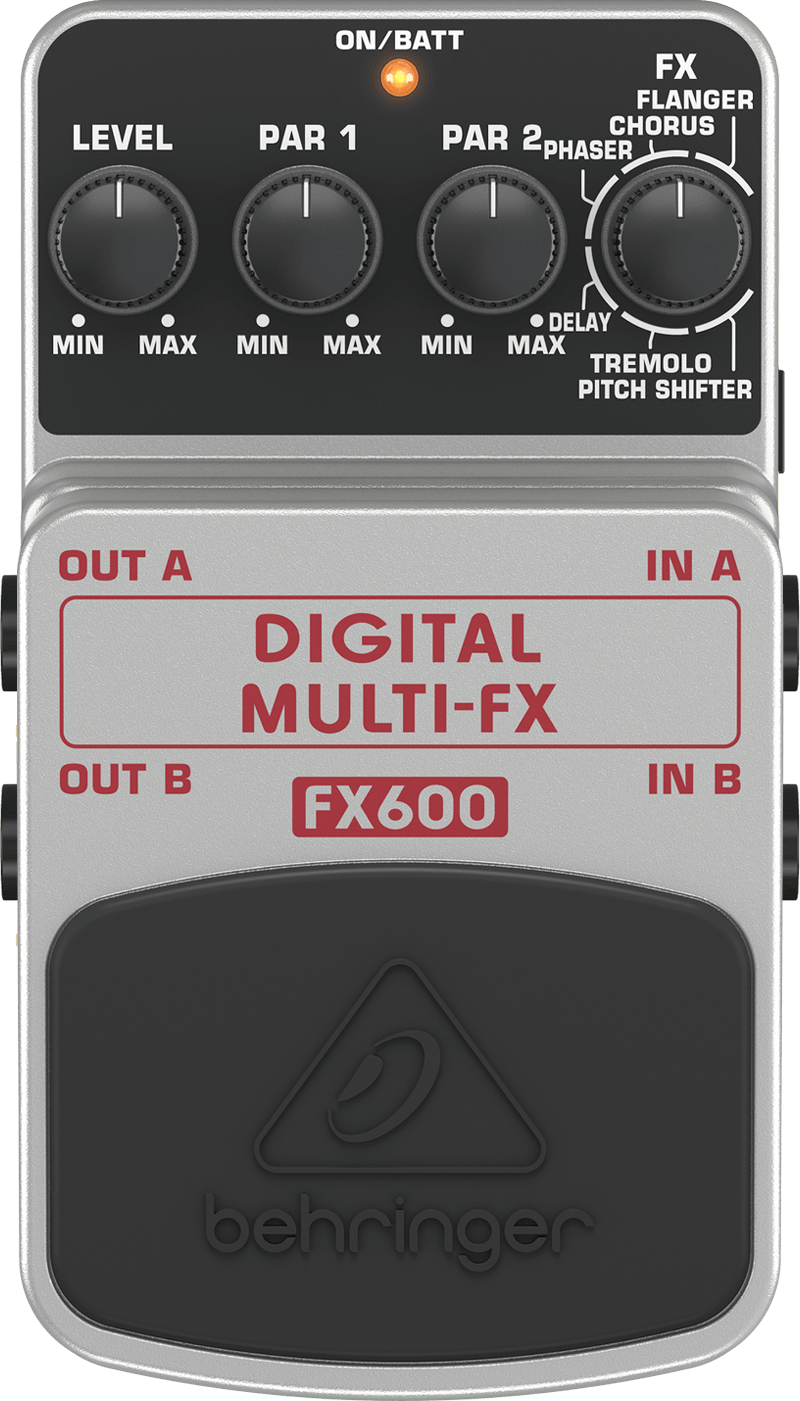 ON/BATT
FX
FLANGER
CHORUS
PHASER
LEVEL
PAR 1
PAR 2
MIN MAX
MIN MAX
MIN MAX
DELAY
TREMOLO
PITCH SHIFTER
OUT A
IN A
DIGITAL
MULTI-FX
OUT B
IN B
FX600
behringer